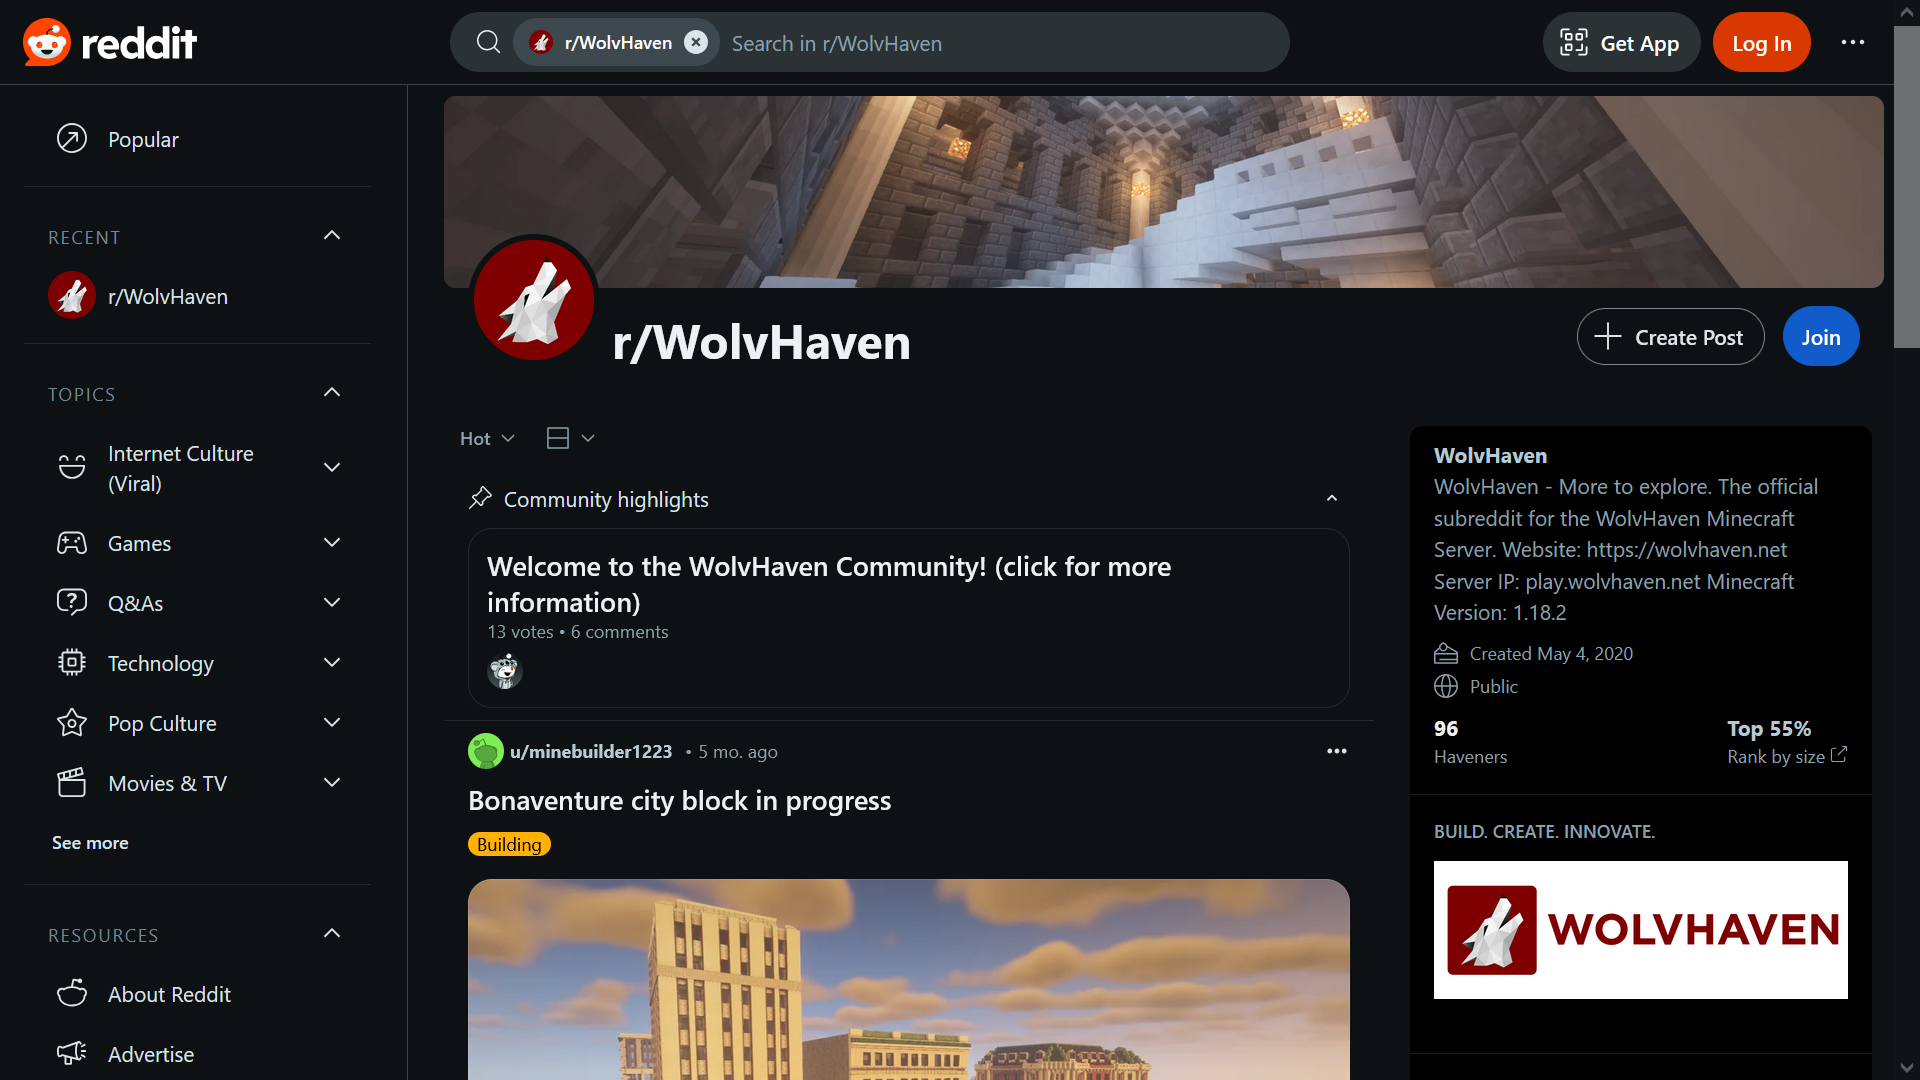 reddit
r/WolvHaven
Search in r/WolvHaven
Get App
Log In
Popular
RECENT
r/WolvHaven
TOPICS
Internet Culture
(Viral)
Games
Q&As
Technology
Pop Culture
Movies & TV
See more
RESOURCES
About Reddit
Advertise
r/WolvHaven
Create Post
Join
Hot
Community highlights
Welcome to the WolvHaven Community! (click for more
information)
13 votes • 6 comments
u/minebuilder1223 • 5 mo. ago
Bonaventure city block in progress
Building
WolvHaven
WolvHaven - More to explore. The official
subreddit for the WolvHaven Minecraft
Server. Website: https://wolvhaven.net
Server IP: play.wolvhaven.net Minecraft
Version: 1.18.2
Created May 4, 2020
Public
96
Haveners
Top 55%
Rank by size
BUILD. CREATE. INNOVATE.
WOLVHAVEN